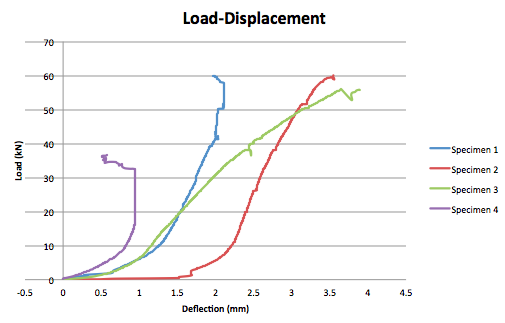 Load-Displacement
70
60
50
40
30
20
10
0
Load (kN)
-0.5 0 0.5 1 1.5 2 2.5 3 3.5 4 4.5
Deflection (mm)
Specimen 1
Specimen 2
Specimen 3
Specimen 4